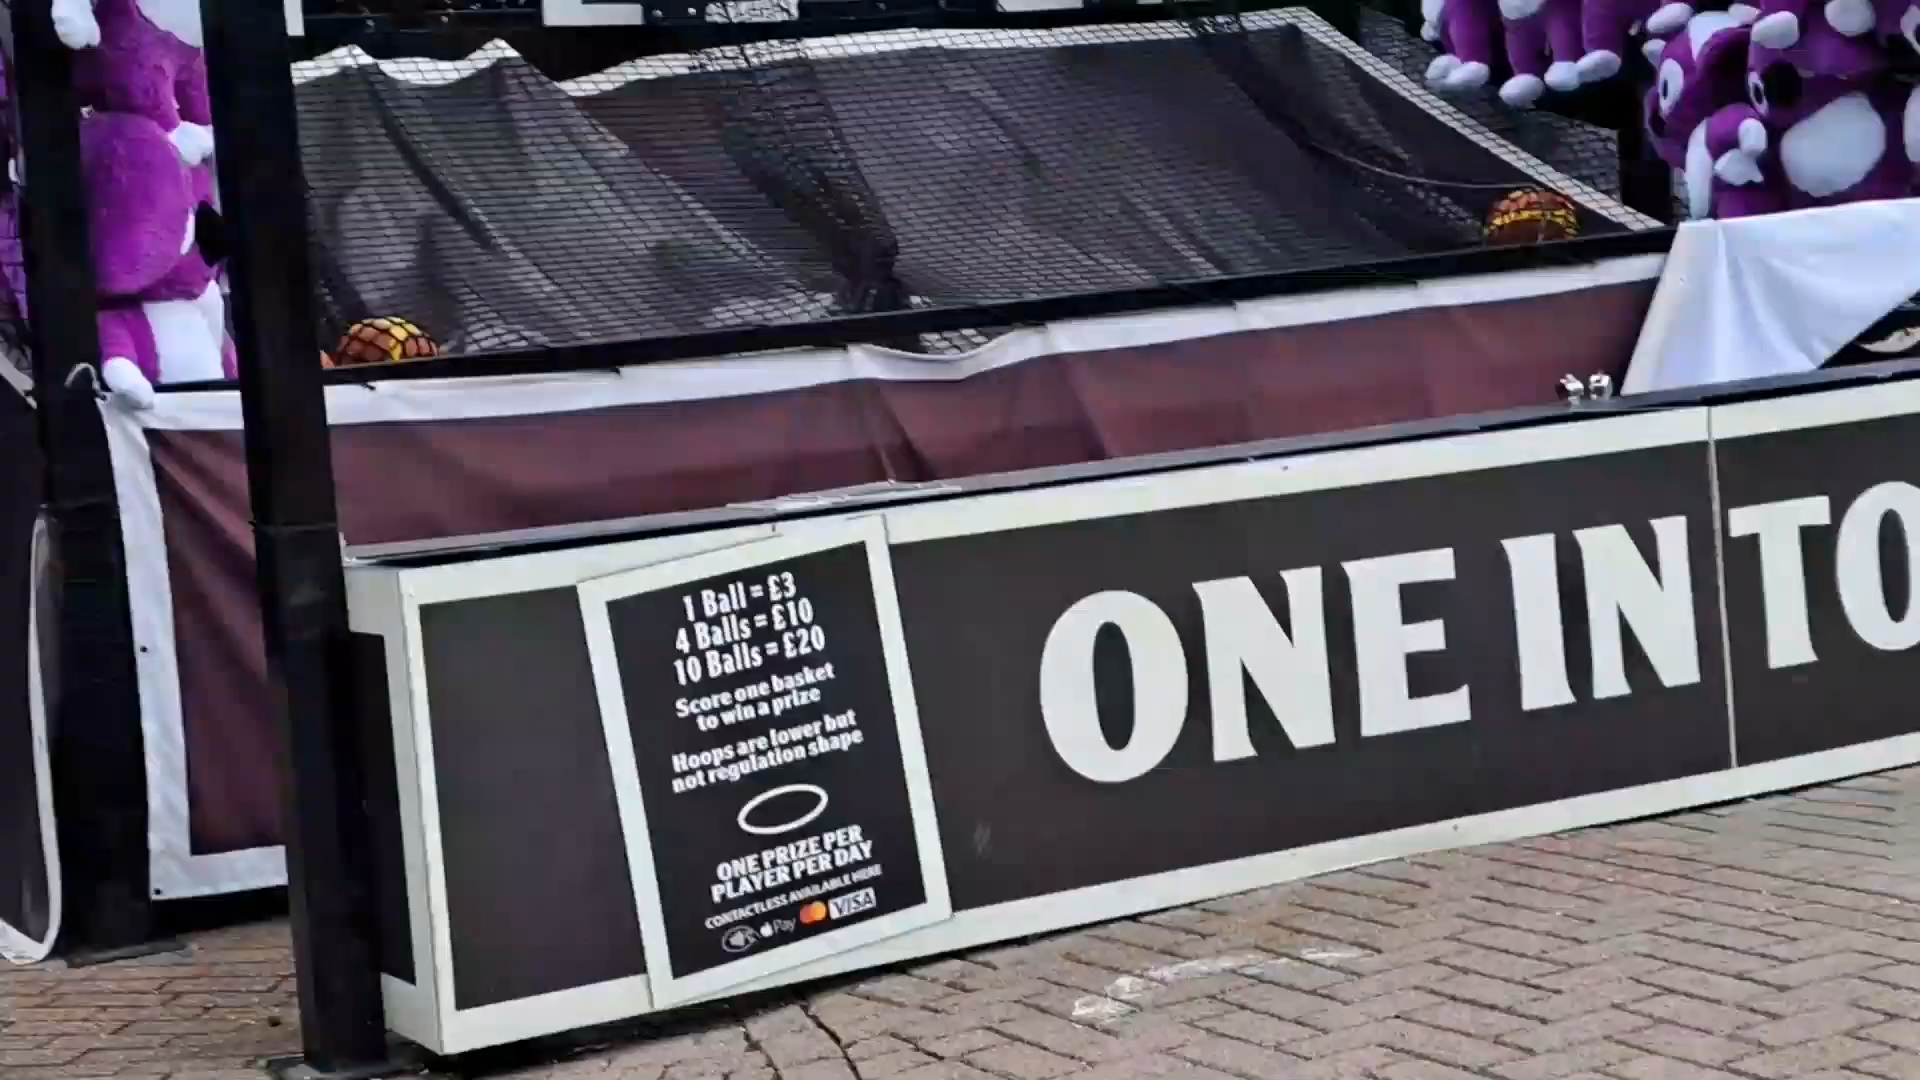 1 Ball = £3
4 Balls = £10
10 Balls = £20
Score one basket
to win a prize
Hoops are lower but
not regulation shape
ONE PRIZE PER
PLAYER PER DAY
CONTACTLESS AVAILABLE HERE
Pay VISA
ONE IN TO